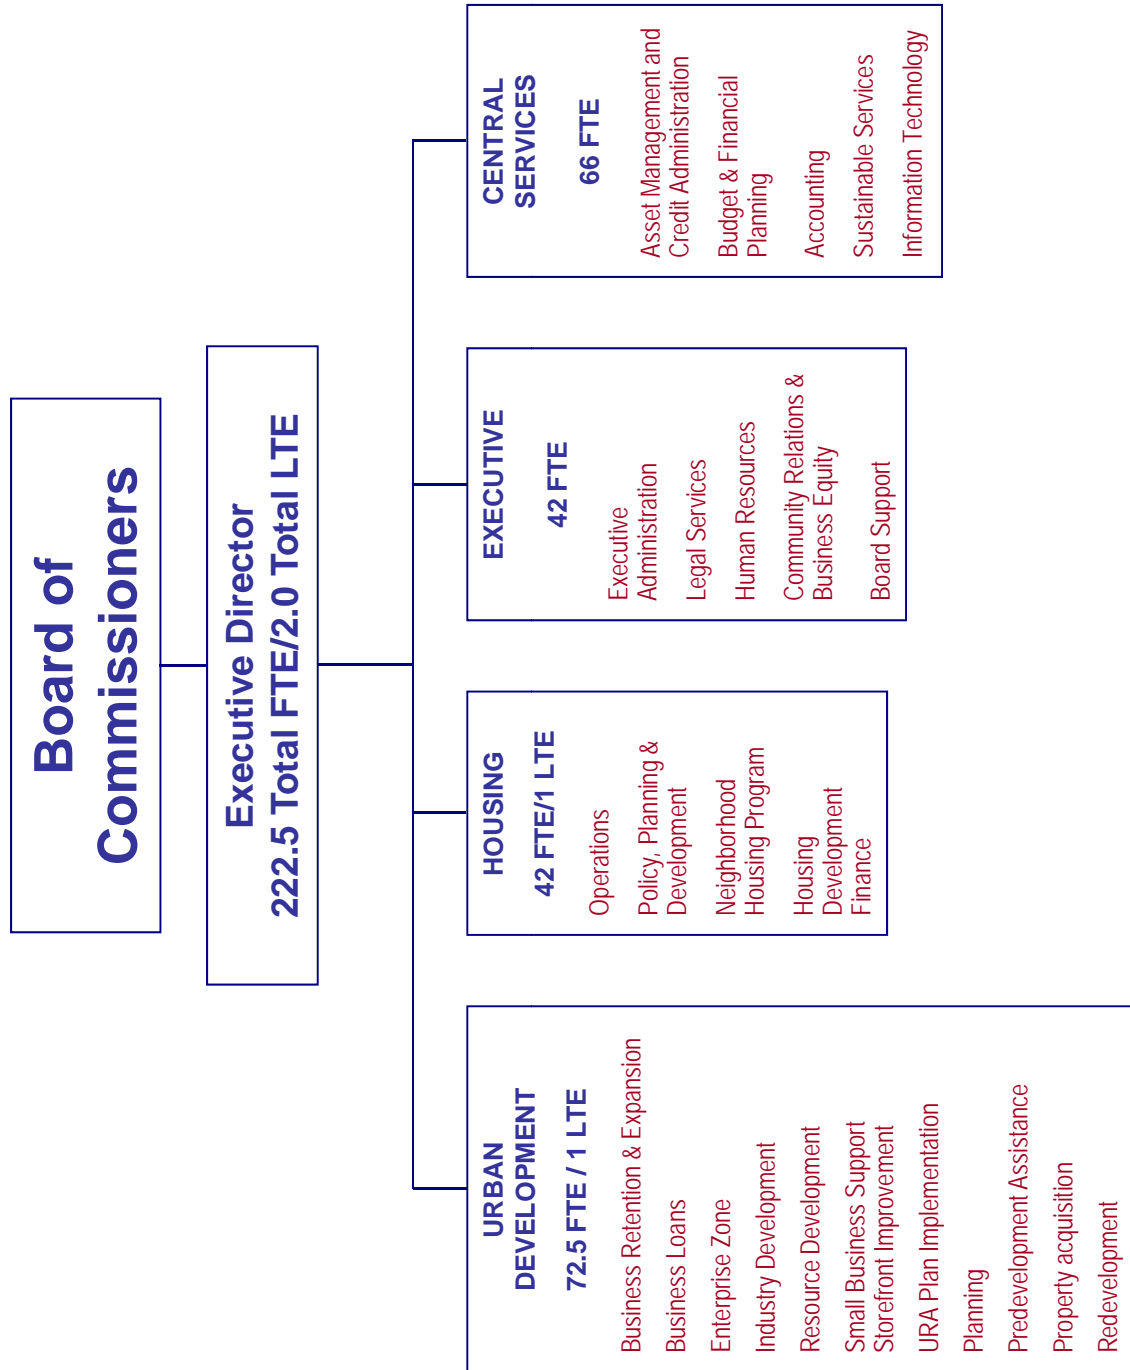 Board of
Commissioners
Executive Director
222.5 Total FTE/2.0 Total LTE
URBAN
DEVELOPMENT
72.5 FTE / 1 LTE
Business Retention & Expansion
Business Loans
Enterprise Zone
Industry Development
Resource Development
Small Business Support
Storefront Improvement
URA Plan Implementation
Planning
Predevelopment Assistance
Property acquisition
Redevelopment
HOUSING
42 FTE/1 LTE
Operations
Policy, Planning &
Development
Neighborhood
Housing Program
Housing
Development
Finance
EXECUTIVE
42 FTE
Executive
Administration
Legal Services
Human Resources
Community Relations &
Business Equity
Board Support
CENTRAL
SERVICES
66 FTE
Asset Management and
Credit Administration
Budget & Financial
Planning
Accounting
Sustainable Services
Information Technology